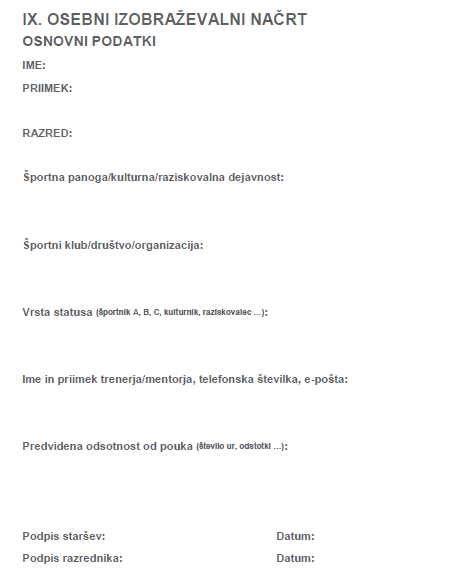 IX. OSEBNI IZOBRAŽEVALNI NAČRT
OSNOVNI PODATKI
IME:
PRIIMEK:
RAZRED:
Športna panoga/kulturna/raziskovalna dejavnost:
Športni klub/društvo/organizacija:
Vrsta statusa (športnik A, B, C, kulturnik, raziskovalec ...):
Ime in priimek trenerja/mentorja, telefonska številka, e-pošta:
Predvidena odsotnost od pouka (število ur, odstotki ...):
Podpis staršev: Datum:
Podpis razrednika: Datum: